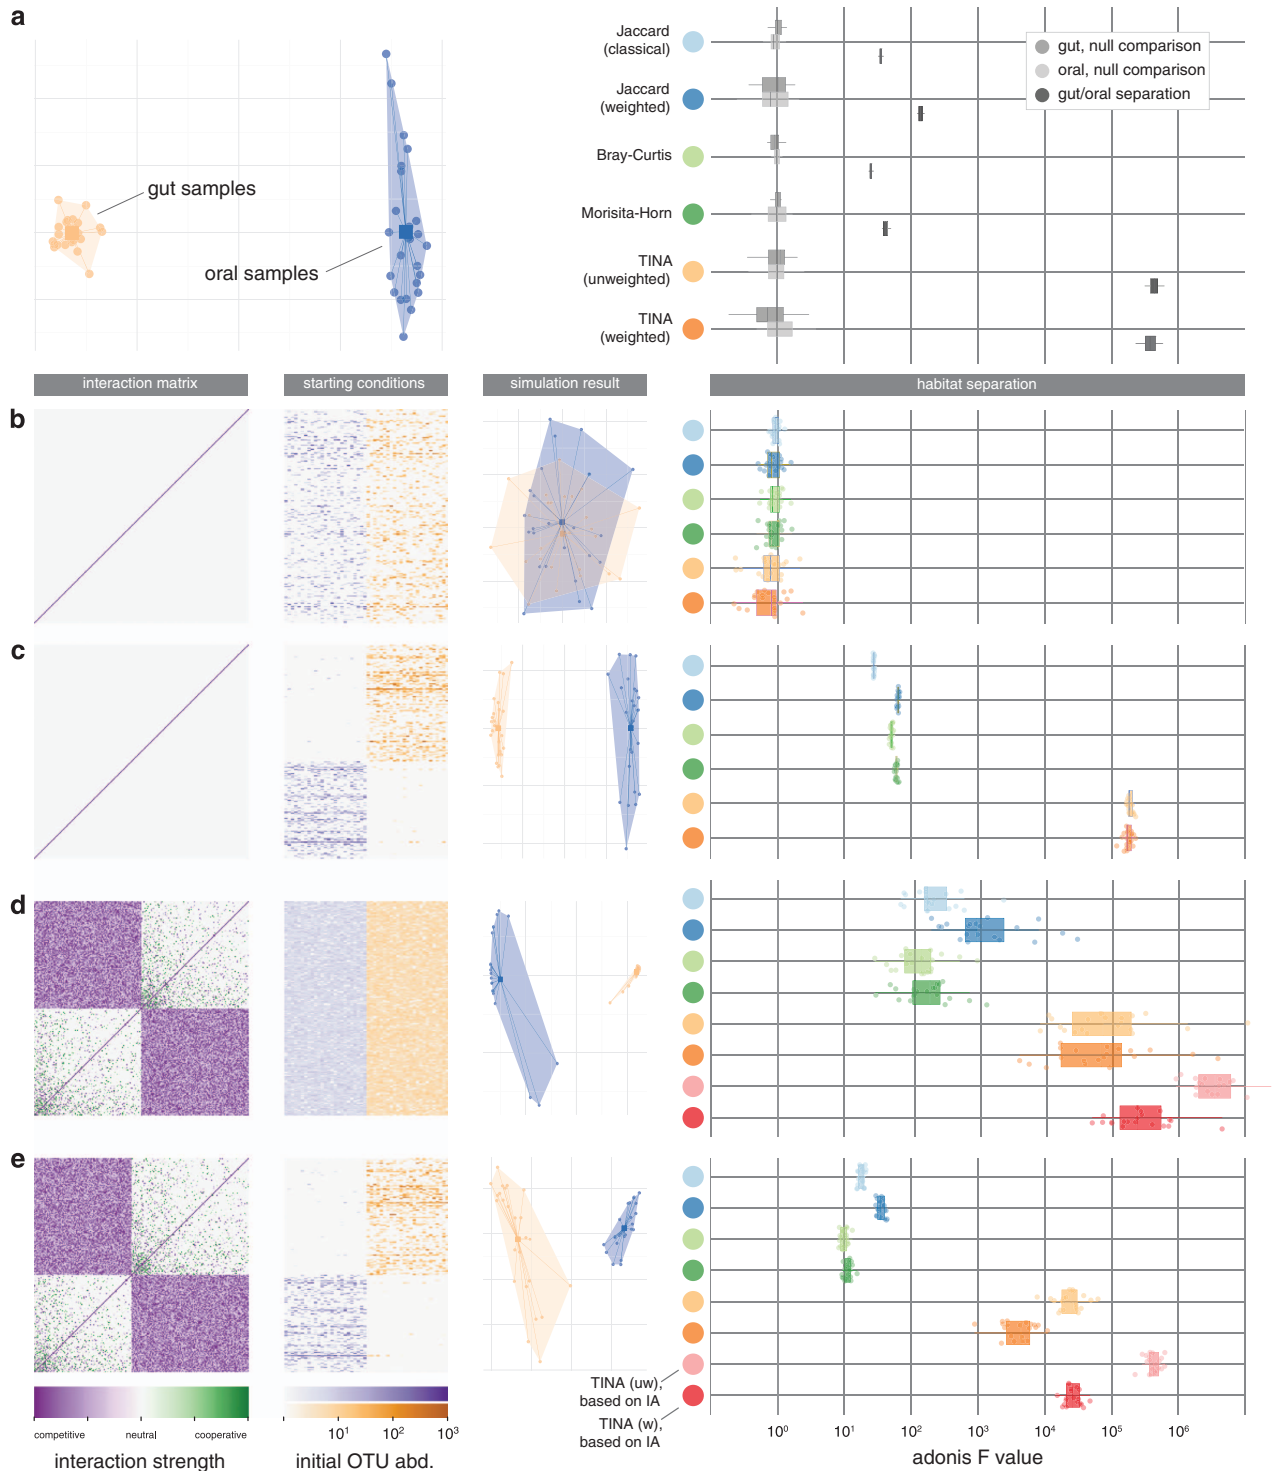 a
gut samples
oral samples
Jaccard
(classical)
Jaccard
(weighted)
Bray-Curtis
Morisita-Horn
TINA
(unweighted)
TINA
(weighted)
gut, null comparison
oral, null comparison
gut/oral separation
interaction matrix
starting conditions
simulation result
habitat separation
b
c
d
e
TINA (uw),
based on IA
TINA (w),
based on IA
competitive neutral cooperative
interaction strength
10¹ 10² 10³
initial OTU abd.
10⁰ 10¹ 10² 10³ 10⁴ 10⁵ 10⁶
adonis F value